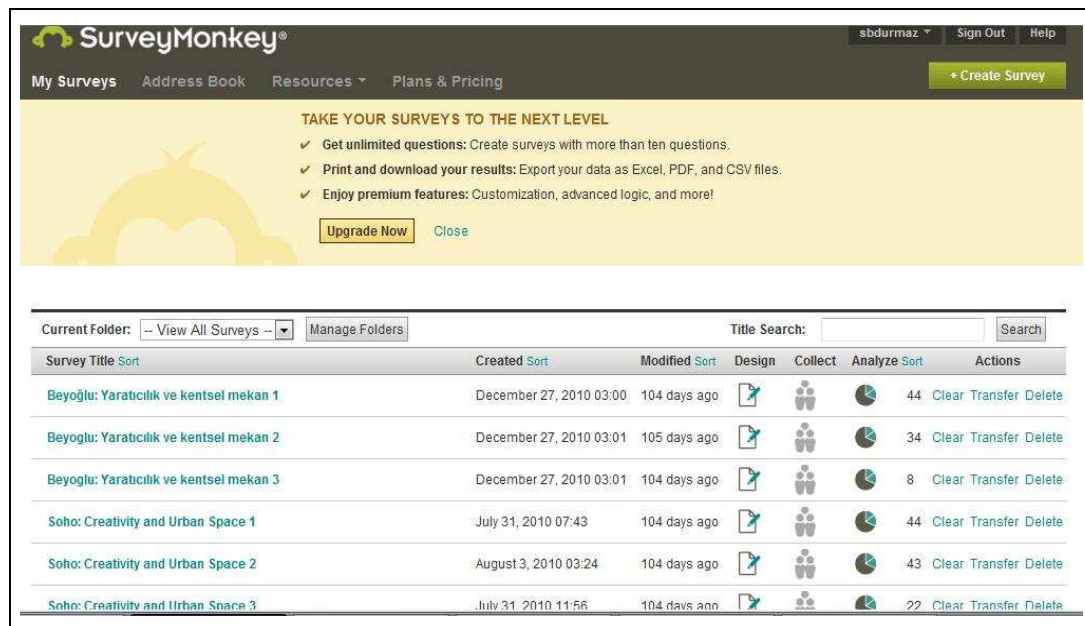 SurveyMonkey®
sbdurmaz Sign Out Help
My Surveys Address Book Resources Plans & Pricing + Create Survey
TAKE YOUR SURVEYS TO THE NEXT LEVEL
✔ Get unlimited questions: Create surveys with more than ten questions.
✔ Print and download your results: Export your data as Excel, PDF, and CSV files.
✔ Enjoy premium features: Customization, advanced logic, and more!
Upgrade Now Close
Current Folder: -- View All Surveys -- Manage Folders Title Search: Search
Survey Title Sort Created Sort Modified Sort Design Collect Analyze Sort Actions
Beyoğlu: Yaratıcılık ve kentsel mekan 1 December 27, 2010 03:00 104 days ago 44 Clear Transfer Delete
Beyoglu: Yaratıcılık ve kentsel mekan 2 December 27, 2010 03:01 105 days ago 34 Clear Transfer Delete
Beyoglu: Yaratıcılık ve kentsel mekan 3 December 27, 2010 03:01 104 days ago 8 Clear Transfer Delete
Soho: Creativity and Urban Space 1 July 31, 2010 07:43 104 days ago 44 Clear Transfer Delete
Soho: Creativity and Urban Space 2 August 3, 2010 03:24 104 days ago 43 Clear Transfer Delete
Soho: Creativity and Urban Space 3 July 31, 2010 11:56 104 days ago 22 Clear Transfer Delete